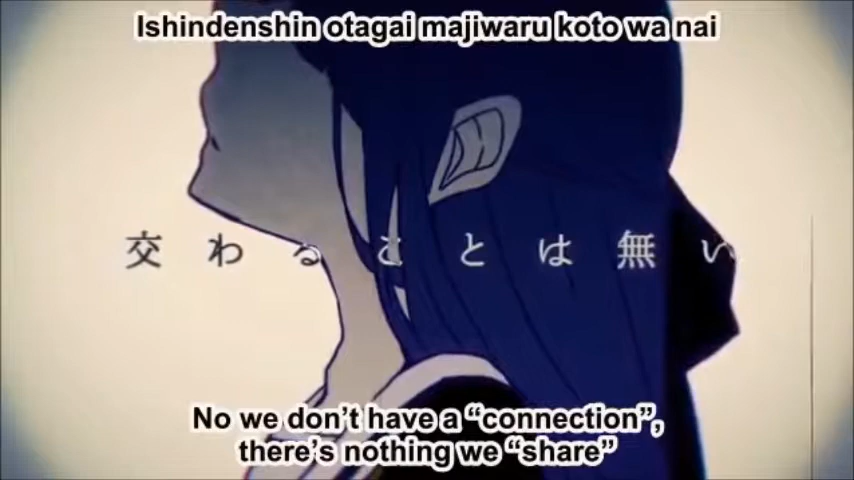 Ishindenshin otagai majiwaru koto wa nai
交わることは無い
No we don't have a “connection”,
there's nothing we “share”